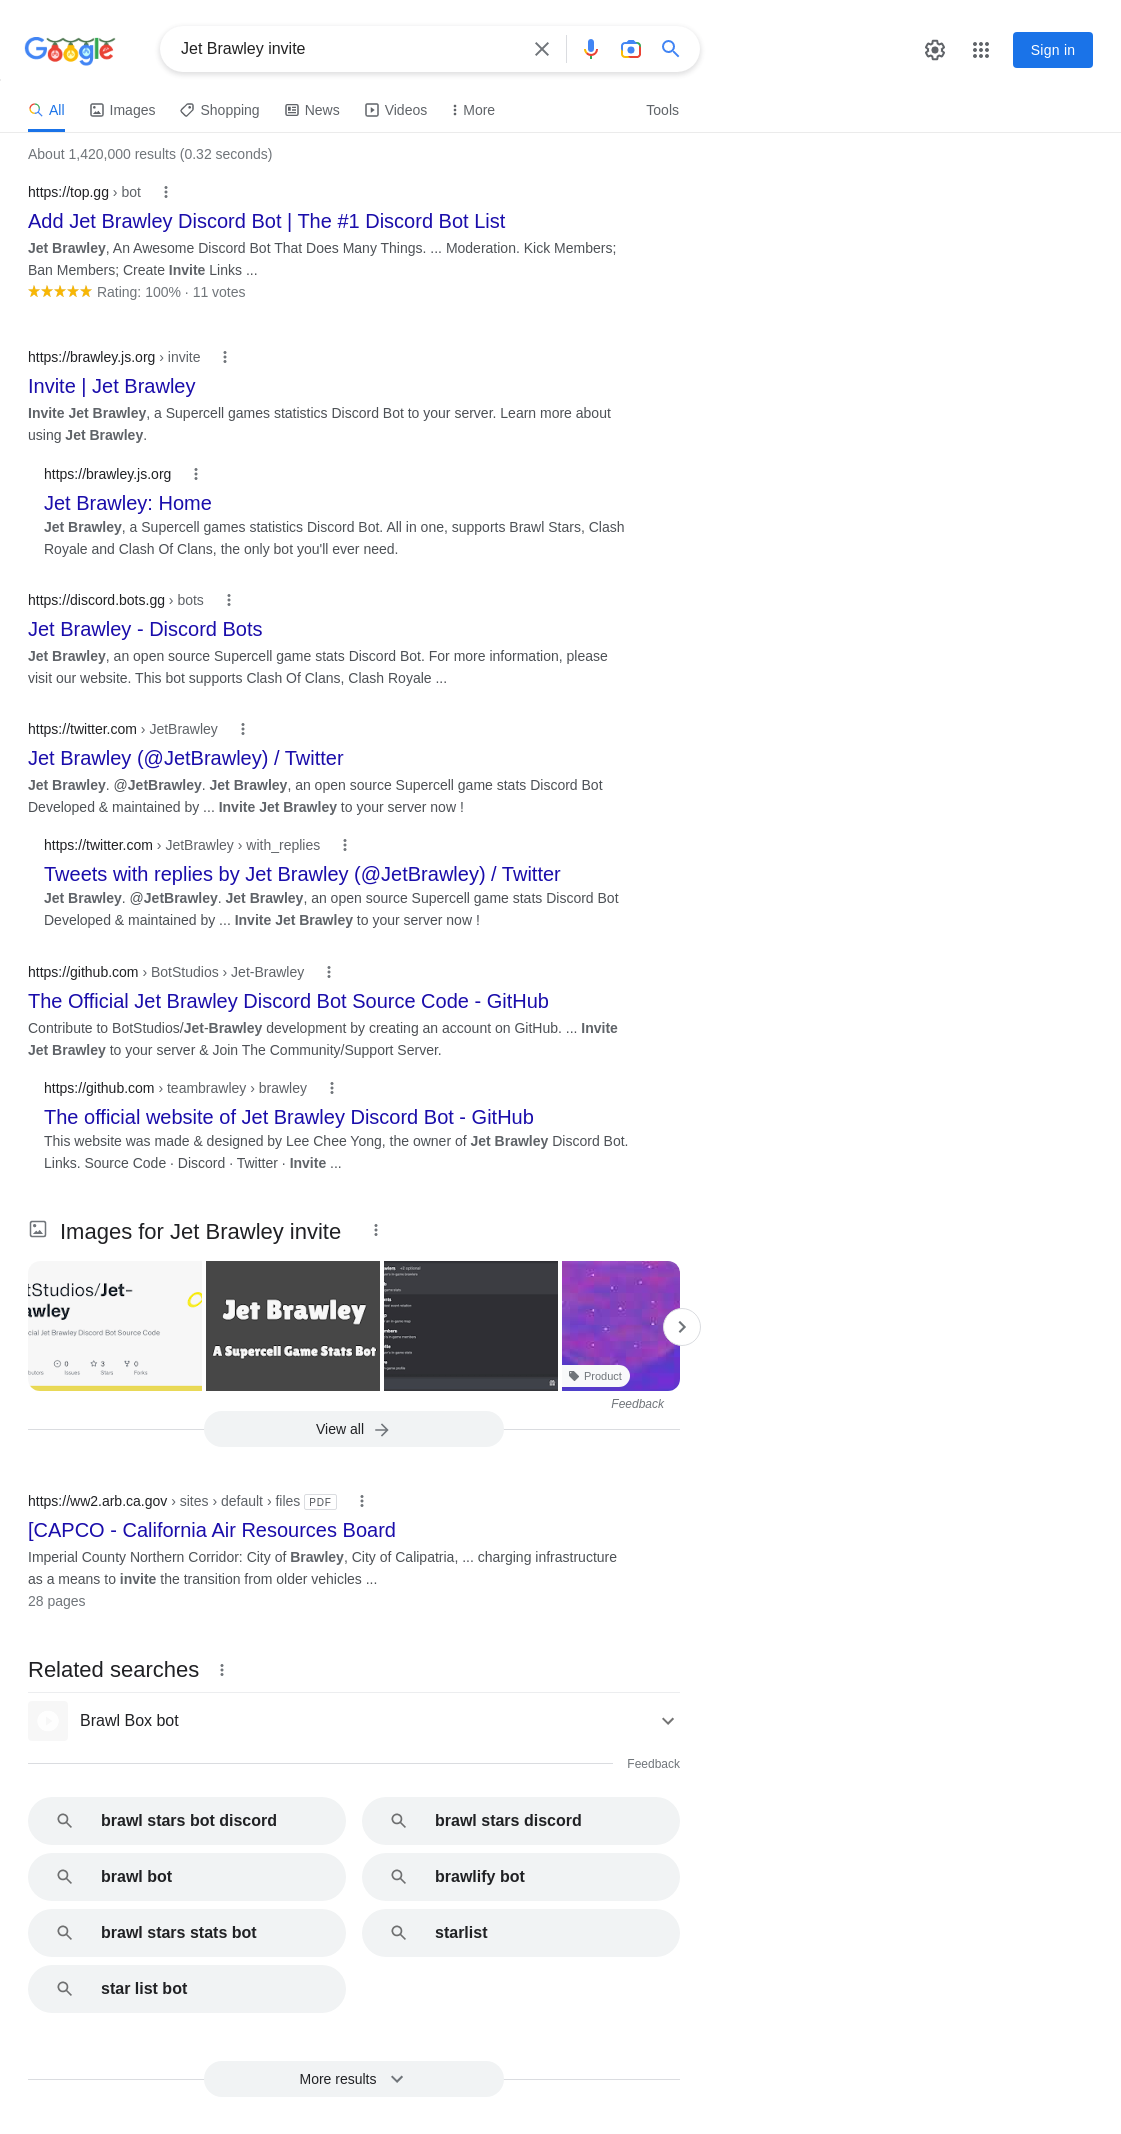 Google
Jet Brawley invite
Sign in
All Images Shopping News Videos More Tools
About 1,420,000 results (0.32 seconds)
https://top.gg › bot
Add Jet Brawley Discord Bot | The #1 Discord Bot List
Jet Brawley, An Awesome Discord Bot That Does Many Things. ... Moderation. Kick Members;
Ban Members; Create Invite Links ...
Rating: 100% · 11 votes
https://brawley.js.org › invite
Invite | Jet Brawley
Invite Jet Brawley, a Supercell games statistics Discord Bot to your server. Learn more about
using Jet Brawley.
https://brawley.js.org
Jet Brawley: Home
Jet Brawley, a Supercell games statistics Discord Bot. All in one, supports Brawl Stars, Clash
Royale and Clash Of Clans, the only bot you'll ever need.
https://discord.bots.gg › bots
Jet Brawley - Discord Bots
Jet Brawley, an open source Supercell game stats Discord Bot. For more information, please
visit our website. This bot supports Clash Of Clans, Clash Royale ...
https://twitter.com › JetBrawley
Jet Brawley (@JetBrawley) / Twitter
Jet Brawley. @JetBrawley. Jet Brawley, an open source Supercell game stats Discord Bot
Developed & maintained by ... Invite Jet Brawley to your server now !
https://twitter.com › JetBrawley › with_replies
Tweets with replies by Jet Brawley (@JetBrawley) / Twitter
Jet Brawley. @JetBrawley. Jet Brawley, an open source Supercell game stats Discord Bot
Developed & maintained by ... Invite Jet Brawley to your server now !
https://github.com › BotStudios › Jet-Brawley
The Official Jet Brawley Discord Bot Source Code - GitHub
Contribute to BotStudios/Jet-Brawley development by creating an account on GitHub. ... Invite
Jet Brawley to your server & Join The Community/Support Server.
https://github.com › teambrawley › brawley
The official website of Jet Brawley Discord Bot - GitHub
This website was made & designed by Lee Chee Yong, the owner of Jet Brawley Discord Bot.
Links. Source Code · Discord · Twitter · Invite ...
Images for Jet Brawley invite
tStudios/Jet-
awley
cial Jet Brawley Discord Bot Source Code
0 3 0
butors Issues Stars Forks
Jet Brawley
A Supercell Game Stats Bot
Product
Feedback
View all
https://ww2.arb.ca.gov › sites › default › files PDF
[CAPCO - California Air Resources Board
Imperial County Northern Corridor: City of Brawley, City of Calipatria, ... charging infrastructure
as a means to invite the transition from older vehicles ...
28 pages
Related searches
Brawl Box bot
Feedback
brawl stars bot discord
brawl stars discord
brawl bot
brawlify bot
brawl stars stats bot
starlist
star list bot
More results